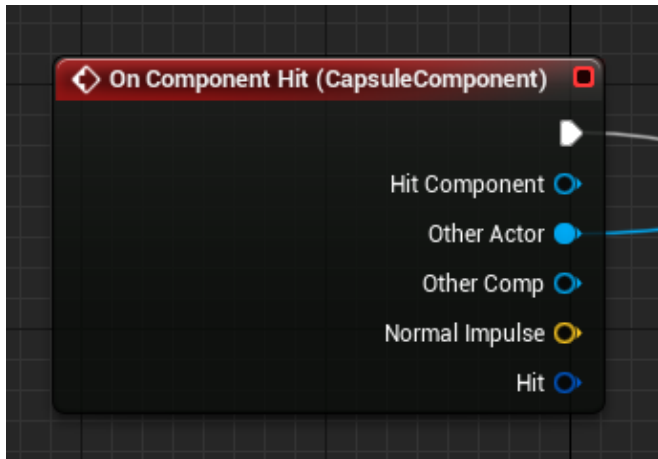 On Component Hit (CapsuleComponent)
Hit Component
Other Actor
Other Comp
Normal Impulse
Hit